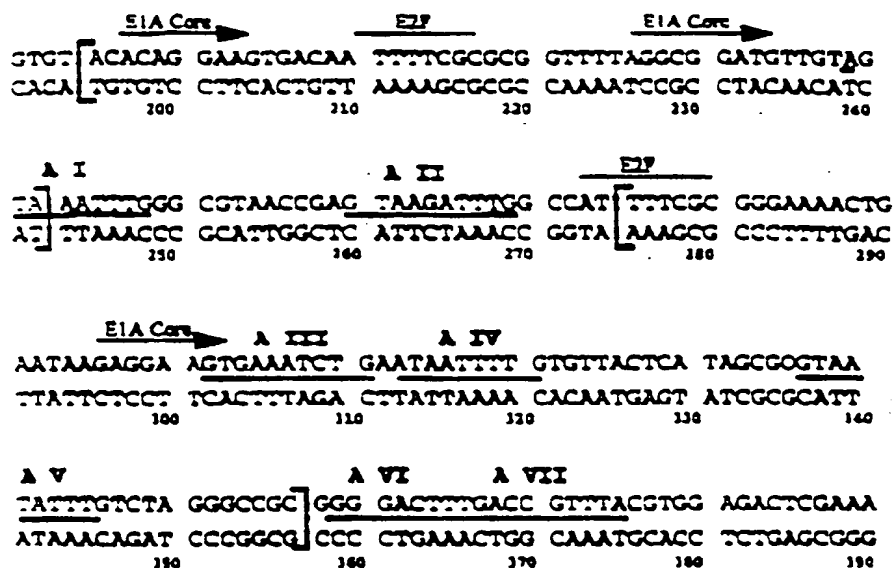 E1A Core E2F E1A Core
GTGT[ACACAG GAAGTGACAA TTTTCGCGCG GTTTTAGGCG GATGTTGTAG
CACA[TGTGTC CTTCACTGTT AAAAGCGCGC CAAAATCCGC CTACAACATC
200 210 220 230 240
A I A II E2F
TA]AATTTGGG CGTAACCGAG TAAGATTTGG CCAT[TTTCGC GGGAAAACTG
AT]TTAAACCC GCATTGGCTC ATTCTAAACC GGTA[AAAGCG CCCTTTTGAC
250 260 270 280 290
E1A Core A III A IV
AATAAGAGGA AGTGAAATCT GAATAATTTT GTGTTACTCA TAGCGCGTAA
TTATTCTCCT TCACTTTAGA CTTATTAAAA CACAATGAGT ATCGCGCATT
300 310 320 330 340
A V A VI A VII
TATTTGTCTA GGGCCGC]GGG GACTTTGACC GTTTACGTGG AGACTCGAAA
ATAAACAGAT CCCGGCG]CCC CTGAAACTGG CAAATGCACC TCTGAGCGGG
350 360 370 380 390